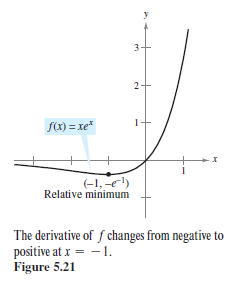 y
3
2
f(x) = xeˣ
1
x
1
(–1, –e⁻¹)
Relative minimum
The derivative of f changes from negative to
positive at x = –1.
Figure 5.21